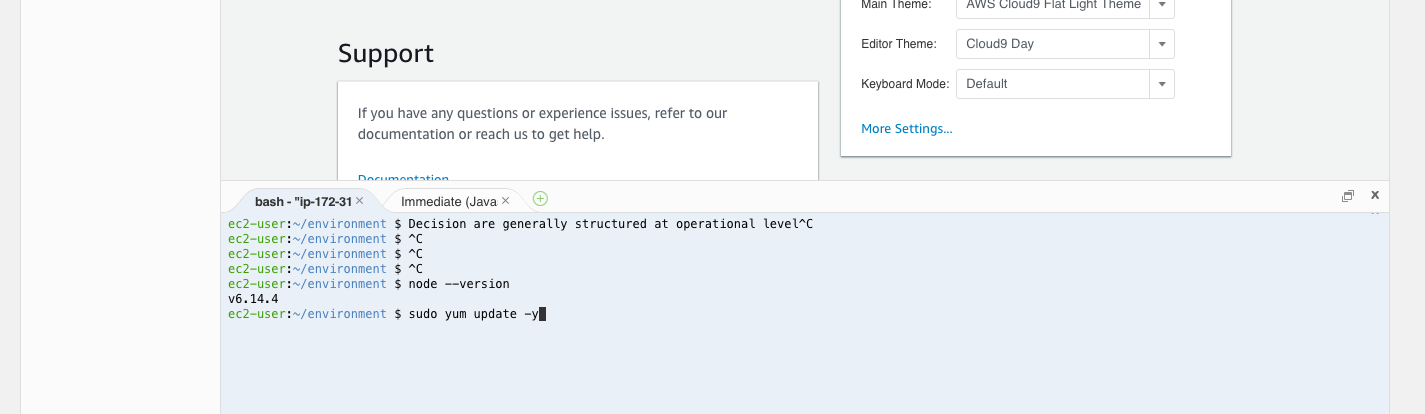 Main Theme: AWS Cloud9 Flat Light Theme
Support
Editor Theme: Cloud9 Day
Keyboard Mode: Default
If you have any questions or experience issues, refer to our
documentation or reach us to get help.
More Settings...
Documentation
bash - "ip-172-31 × Immediate (Javas ×
ec2-user:~/environment $ Decision are generally structured at operational level^C
ec2-user:~/environment $ ^C
ec2-user:~/environment $ ^C
ec2-user:~/environment $ ^C
ec2-user:~/environment $ node --version
v6.14.4
ec2-user:~/environment $ sudo yum update -y